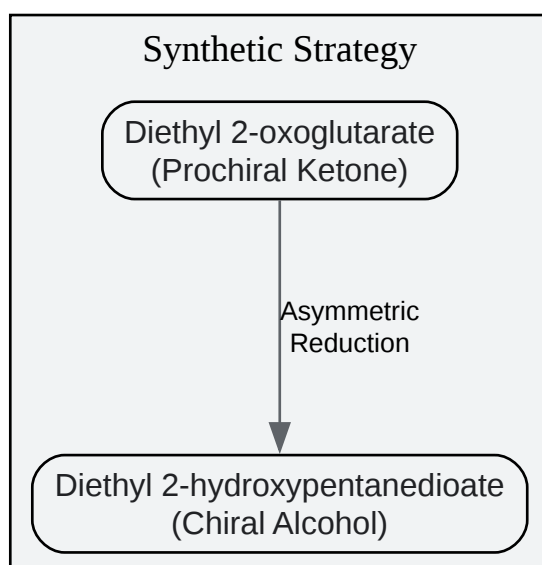 Synthetic Strategy
Diethyl 2-oxoglutarate
(Prochiral Ketone)
Asymmetric
Reduction
Diethyl 2-hydroxypentanedioate
(Chiral Alcohol)